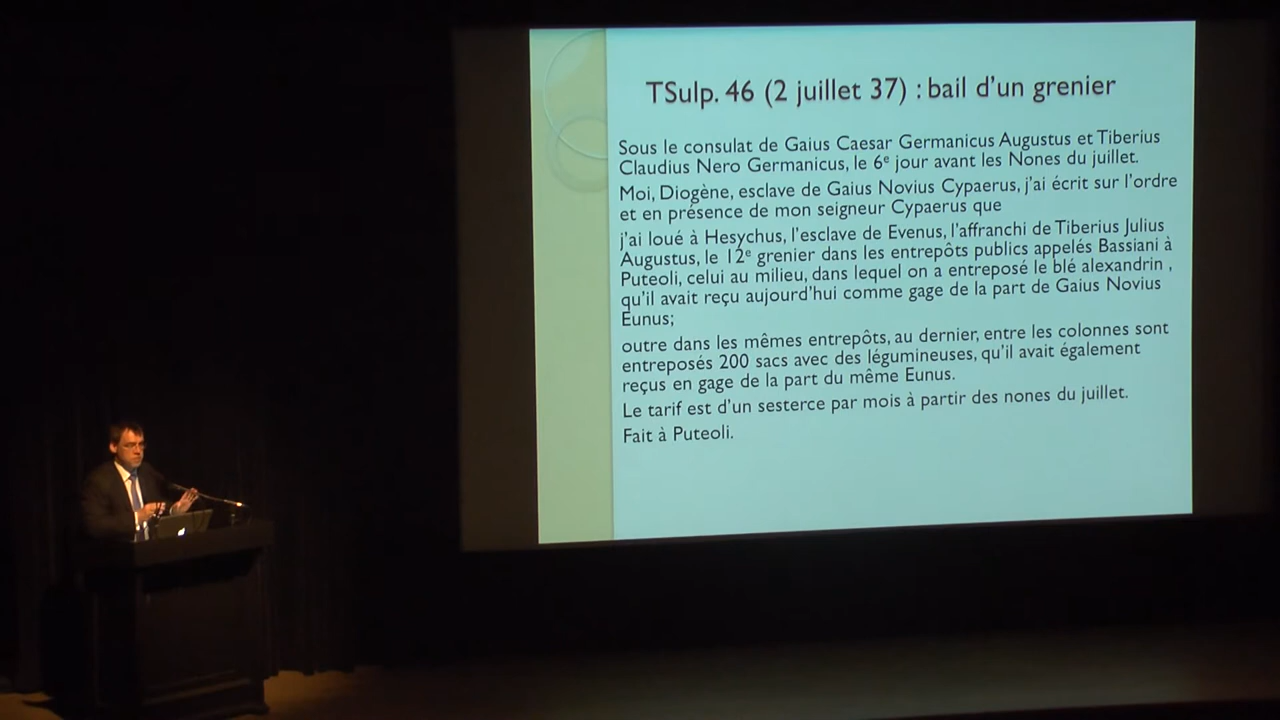 TSulp. 46 (2 juillet 37) : bail d’un grenier
Sous le consulat de Gaius Caesar Germanicus Augustus et Tiberius
Claudius Nero Germanicus, le 6e jour avant les Nones du juillet.
Moi, Diogène, esclave de Gaius Novius Cypaerus, j’ai écrit sur l’ordre
et en présence de mon seigneur Cypaerus que
j’ai loué à Hesychus, l’esclave de Evenus, l’affranchi de Tiberius Julius
Augustus, le 12e grenier dans les entrepôts publics appelés Bassiani à
Puteoli, celui au milieu, dans lequel on a entreposé le blé alexandrin ,
qu’il avait reçu aujourd’hui comme gage de la part de Gaius Novius
Eunus;
outre dans les mêmes entrepôts, au dernier, entre les colonnes sont
entreposés 200 sacs avec des légumineuses, qu’il avait également
reçus en gage de la part du même Eunus.
Le tarif est d’un sesterce par mois à partir des nones du juillet.
Fait à Puteoli.